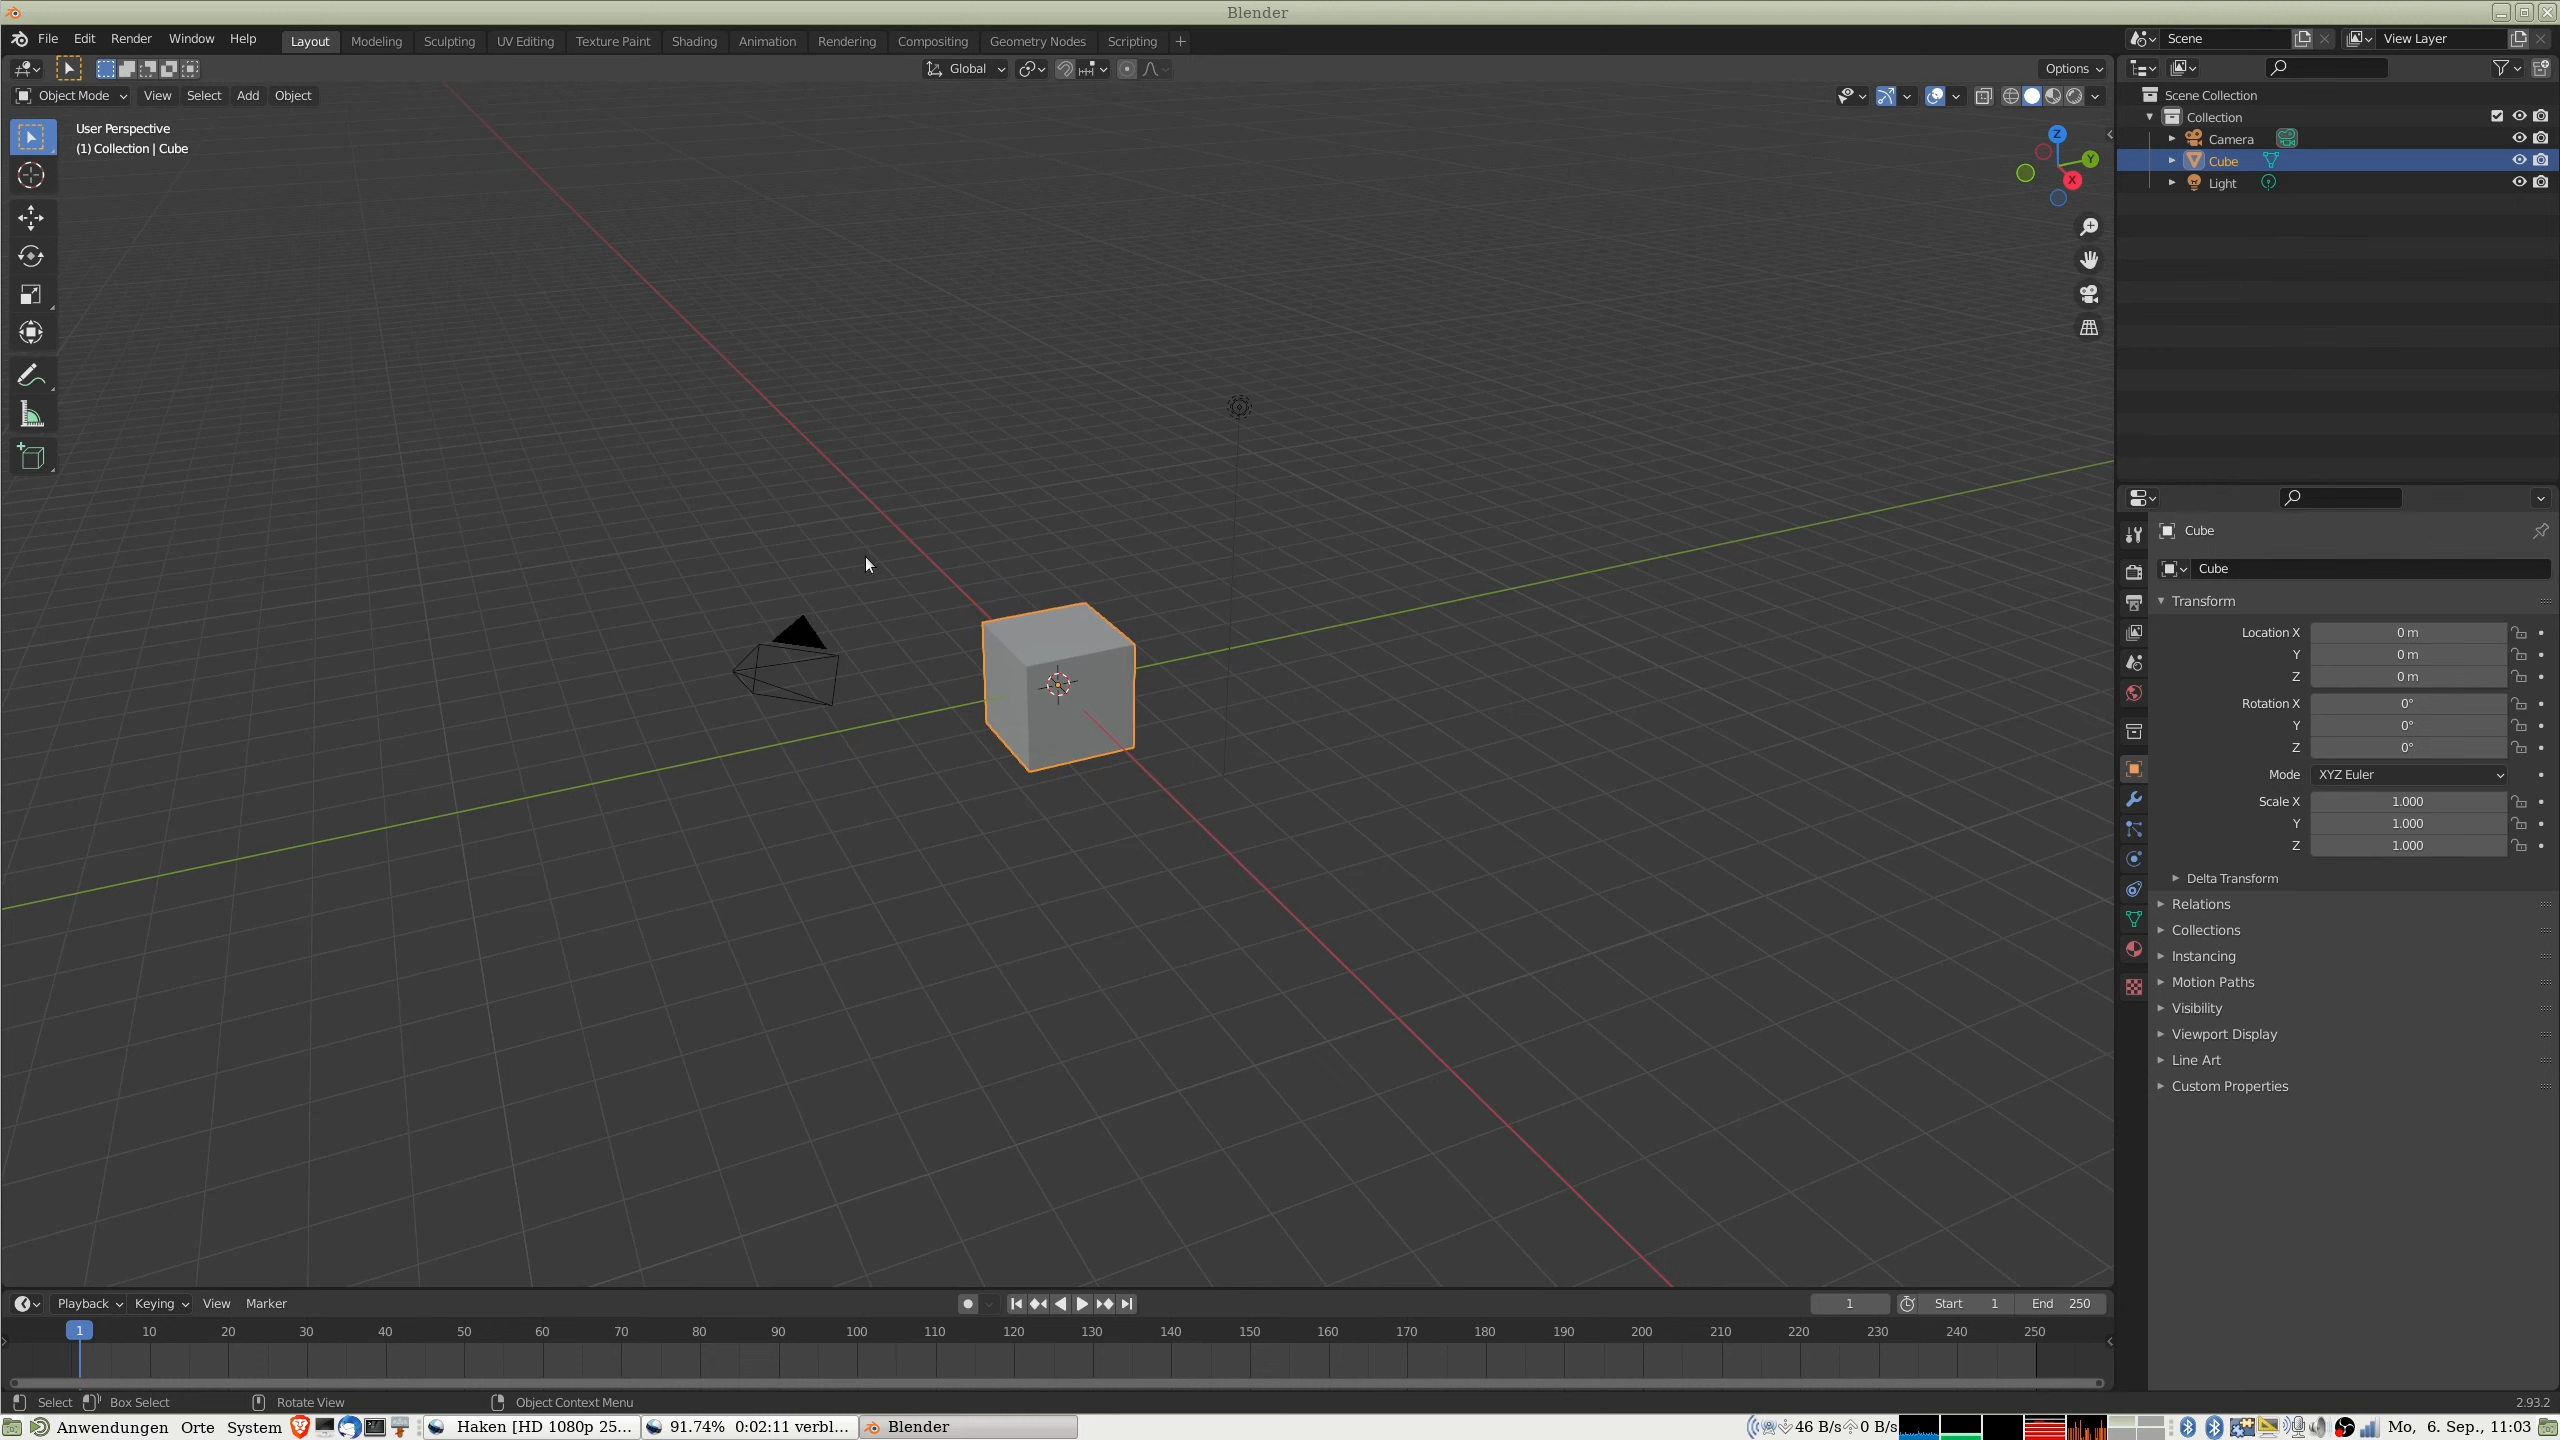 Blender
File Edit Render Window Help Layout Modeling Sculpting UV Editing Texture Paint Shading Animation Rendering Compositing Geometry Nodes Scripting + Scene View Layer
Global Options
Object Mode View Select Add Object
User Perspective
(1) Collection | Cube
Z
Y
X
Scene Collection
Collection
Camera
Cube
Light
Cube
Cube
Transform
Location X 0 m
Y 0 m
Z 0 m
Rotation X 0°
Y 0°
Z 0°
Mode XYZ Euler
Scale X 1.000
Y 1.000
Z 1.000
Delta Transform
Relations
Collections
Instancing
Motion Paths
Visibility
Viewport Display
Line Art
Custom Properties
Playback Keying View Marker 1 Start 1 End 250
1 10 20 30 40 50 60 70 80 90 100 110 120 130 140 150 160 170 180 190 200 210 220 230 240 250
Select Box Select Rotate View Object Context Menu 2.93.2
Anwendungen Orte System Haken [HD 1080p 25... 91.74% 0:02:11 verbl... Blender 46 B/s 0 B/s Mo, 6. Sep., 11:03